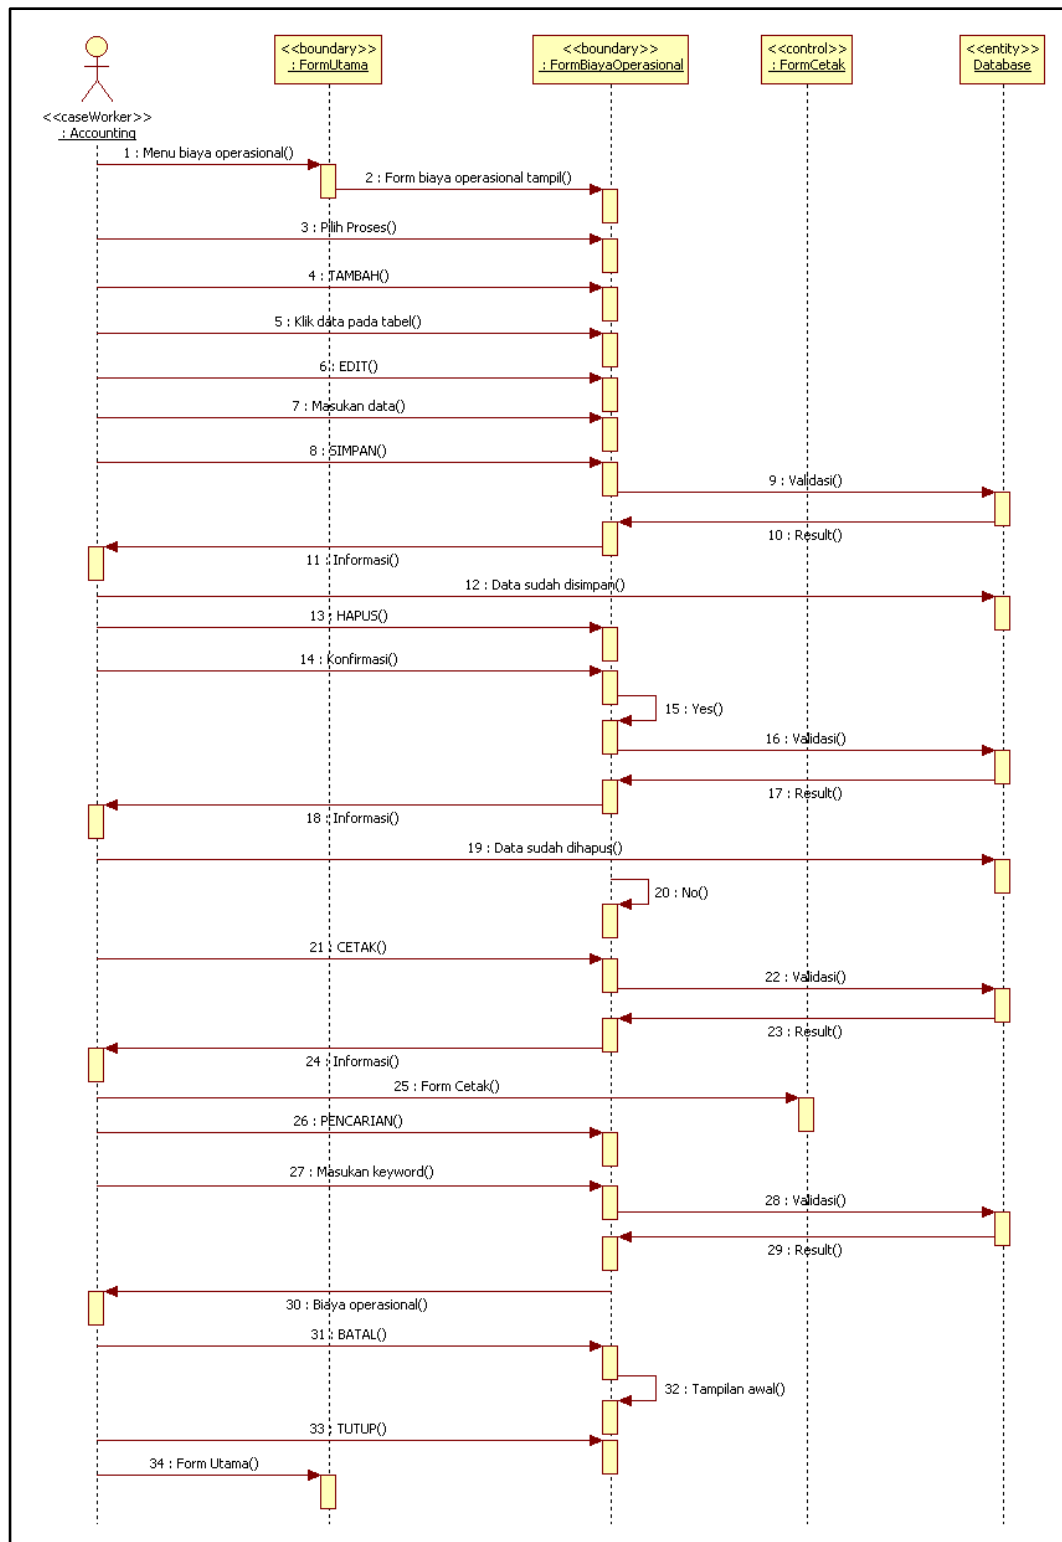 <<boundary>>
: FormUtama
<<boundary>>
: FormBiayaOperasional
<<control>>
: FormCetak
<<entity>>
Database
<<caseWorker>>
: Accounting
1 : Menu biaya operasional()
2 : Form biaya operasional tampil()
3 : Pilih Proses()
4 : TAMBAH()
5 : Klik data pada tabel()
6 : EDIT()
7 : Masukan data()
8 : SIMPAN()
9 : Validasi()
10 : Result()
11 : Informasi()
12 : Data sudah disimpan()
13 : HAPUS()
14 : Konfirmasi()
15 : Yes()
16 : Validasi()
17 : Result()
18 : Informasi()
19 : Data sudah dihapus()
20 : No()
21 : CETAK()
22 : Validasi()
23 : Result()
24 : Informasi()
25 : Form Cetak()
26 : PENCARIAN()
27 : Masukan keyword()
28 : Validasi()
29 : Result()
30 : Biaya operasional()
31 : BATAL()
32 : Tampilan awal()
33 : TUTUP()
34 : Form Utama()